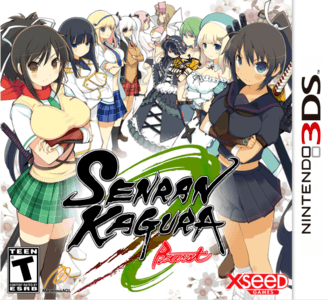 NINTENDO 3DS
SENRAN
KAGURA
Burst
TEEN
T
ESRB
XSEED
GAMES